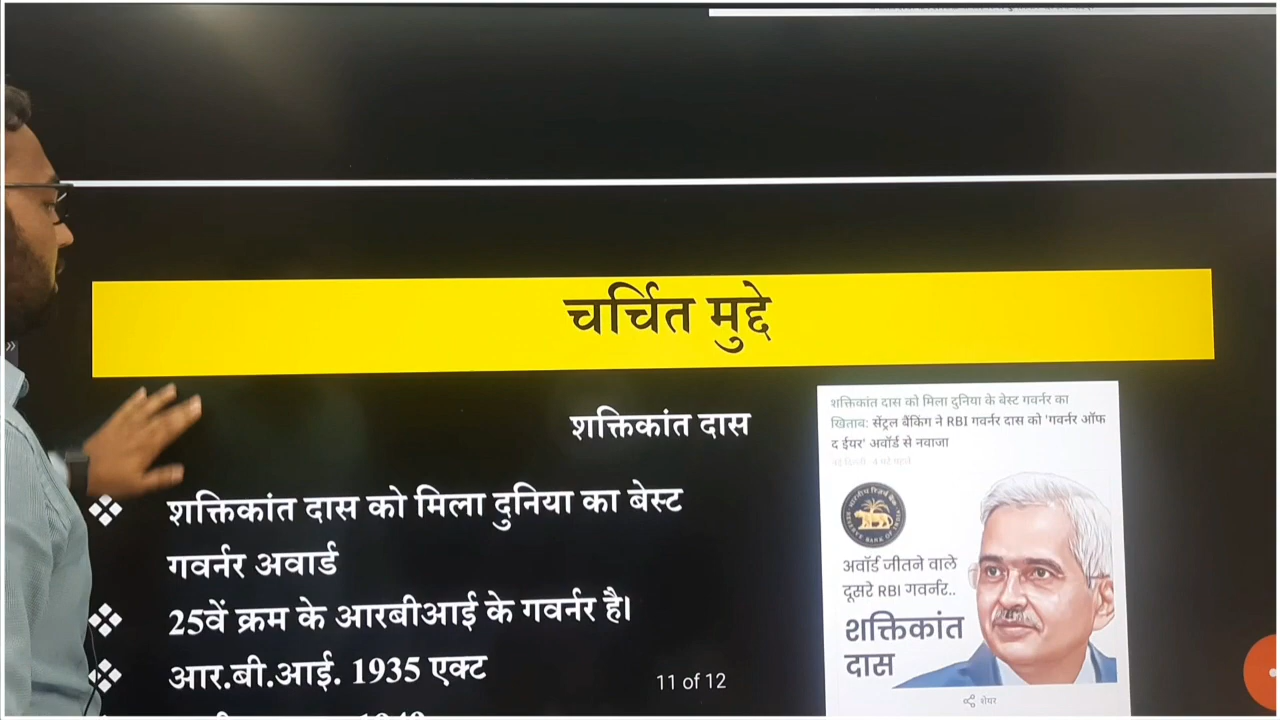 चर्चित मुद्दे
शक्तिकांत दास
शक्तिकांत दास को मिला दुनिया का बेस्ट
गवर्नर अवार्ड
25वें क्रम के आरबीआई के गवर्नर है।
आर.बी.आई. 1935 एक्ट
11 of 12
शक्तिकांत दास को मिला दुनिया के बेस्ट गवर्नर का
खिताब: सेंट्रल बैंकिंग ने RBI गवर्नर दास को 'गवर्नर ऑफ
द ईयर' अवॉर्ड से नवाजा
अवॉर्ड जीतने वाले
दूसरे RBI गवर्नर..
शक्तिकांत
दास
शेयर